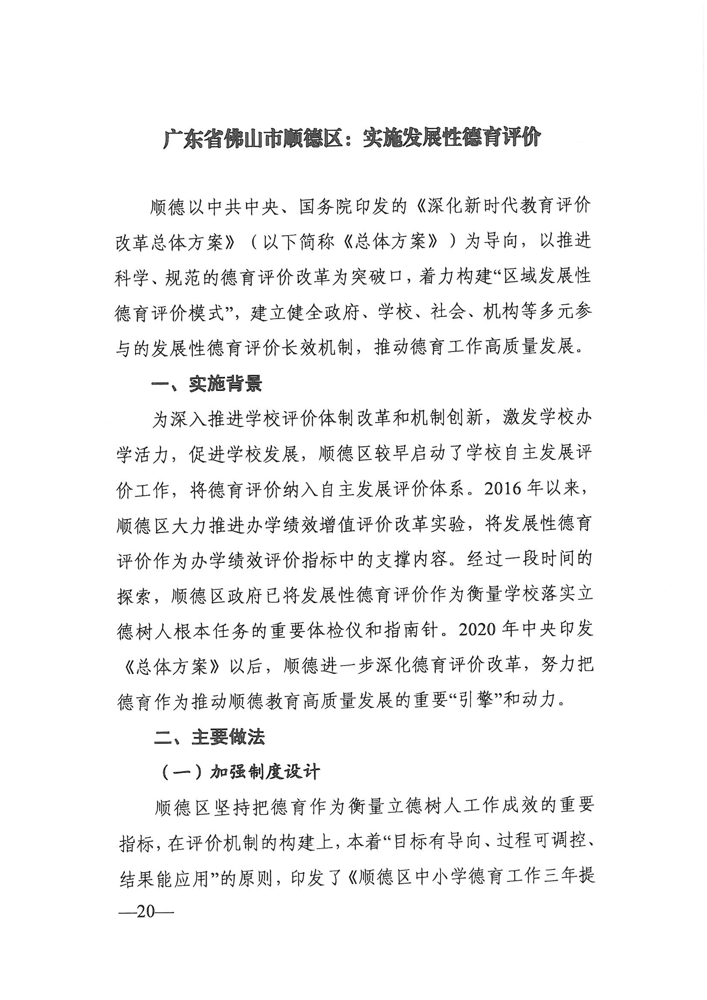 广东省佛山市顺德区：实施发展性德育评价
顺德以中共中央、国务院印发的《深化新时代教育评价
改革总体方案》（以下简称《总体方案》）为导向，以推进
科学、规范的德育评价改革为突破口，着力构建“区域发展性
德育评价模式”，建立健全政府、学校、社会、机构等多元参
与的发展性德育评价长效机制，推动德育工作高质量发展。
一、实施背景
为深入推进学校评价体制改革和机制创新，激发学校办
学活力，促进学校发展，顺德区较早启动了学校自主发展评
价工作，将德育评价纳入自主发展评价体系。2016 年以来，
顺德区大力推进办学绩效增值评价改革实验，将发展性德育
评价作为办学绩效评价指标中的支撑内容。经过一段时间的
探索，顺德区政府已将发展性德育评价作为衡量学校落实立
德树人根本任务的重要体检仪和指南针。2020 年中央印发
《总体方案》以后，顺德进一步深化德育评价改革，努力把
德育作为推动顺德教育高质量发展的重要“引擎”和动力。
二、主要做法
（一）加强制度设计
顺德区坚持把德育作为衡量立德树人工作成效的重要
指标，在评价机制的构建上，本着“目标有导向、过程可调控、
结果能应用”的原则，印发了《顺德区中小学德育工作三年提
—20—